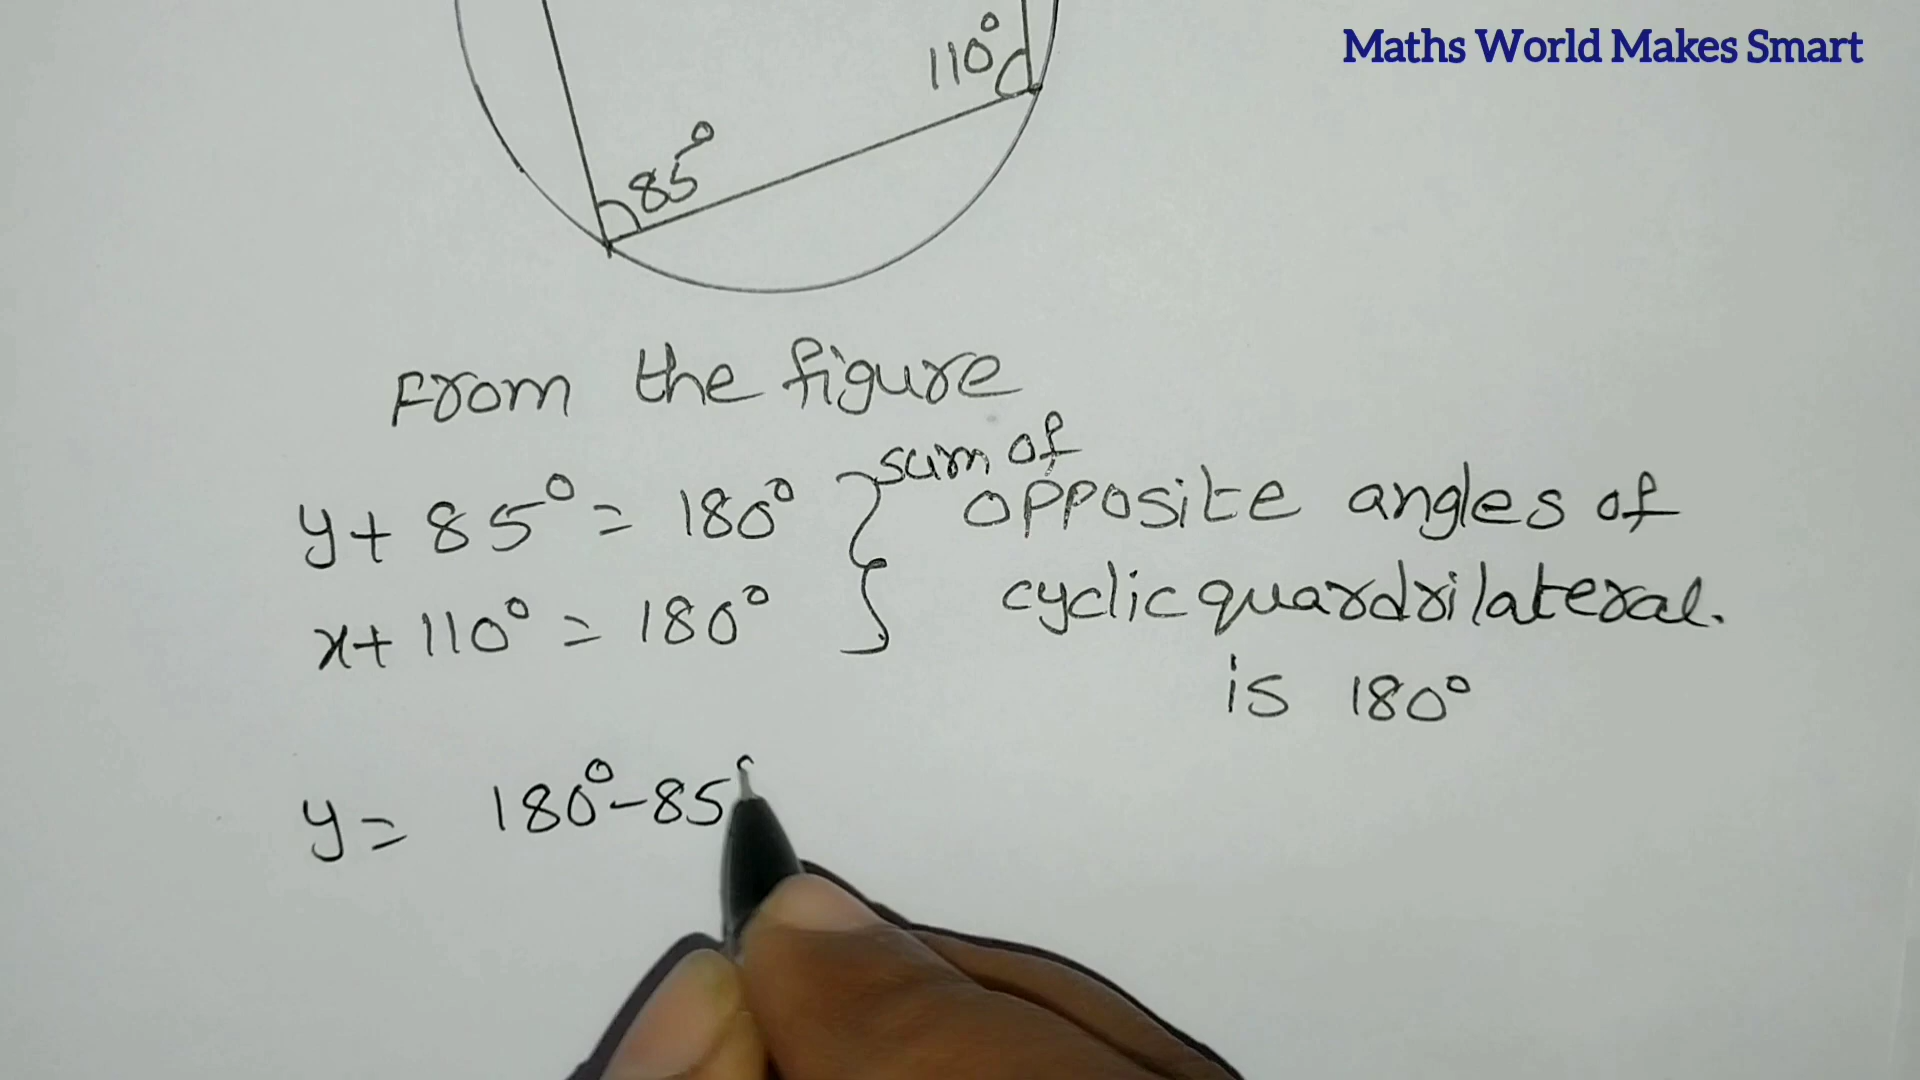 Maths World Makes Smart
110°
85°
From the figure
y + 85° = 180° } sum of opposite angles of
x + 110° = 180° cyclic quardrilateral.
is 180°
y = 180° - 85°